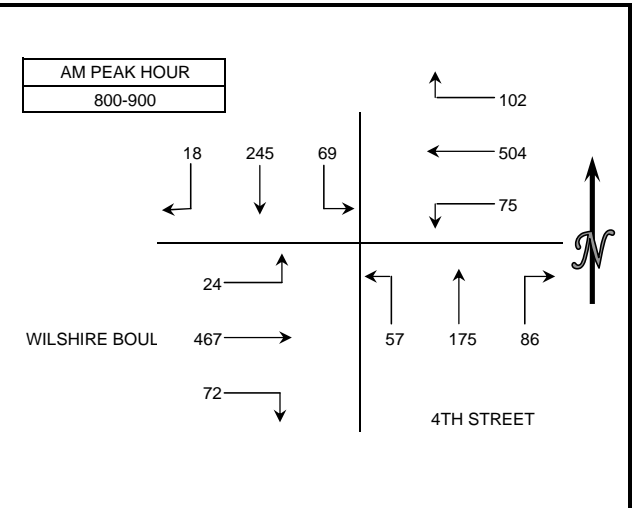 AM PEAK HOUR
800-900
102
18 245 69
504
75
24
N
WILSHIRE BOUL 467
57 175 86
72
4TH STREET